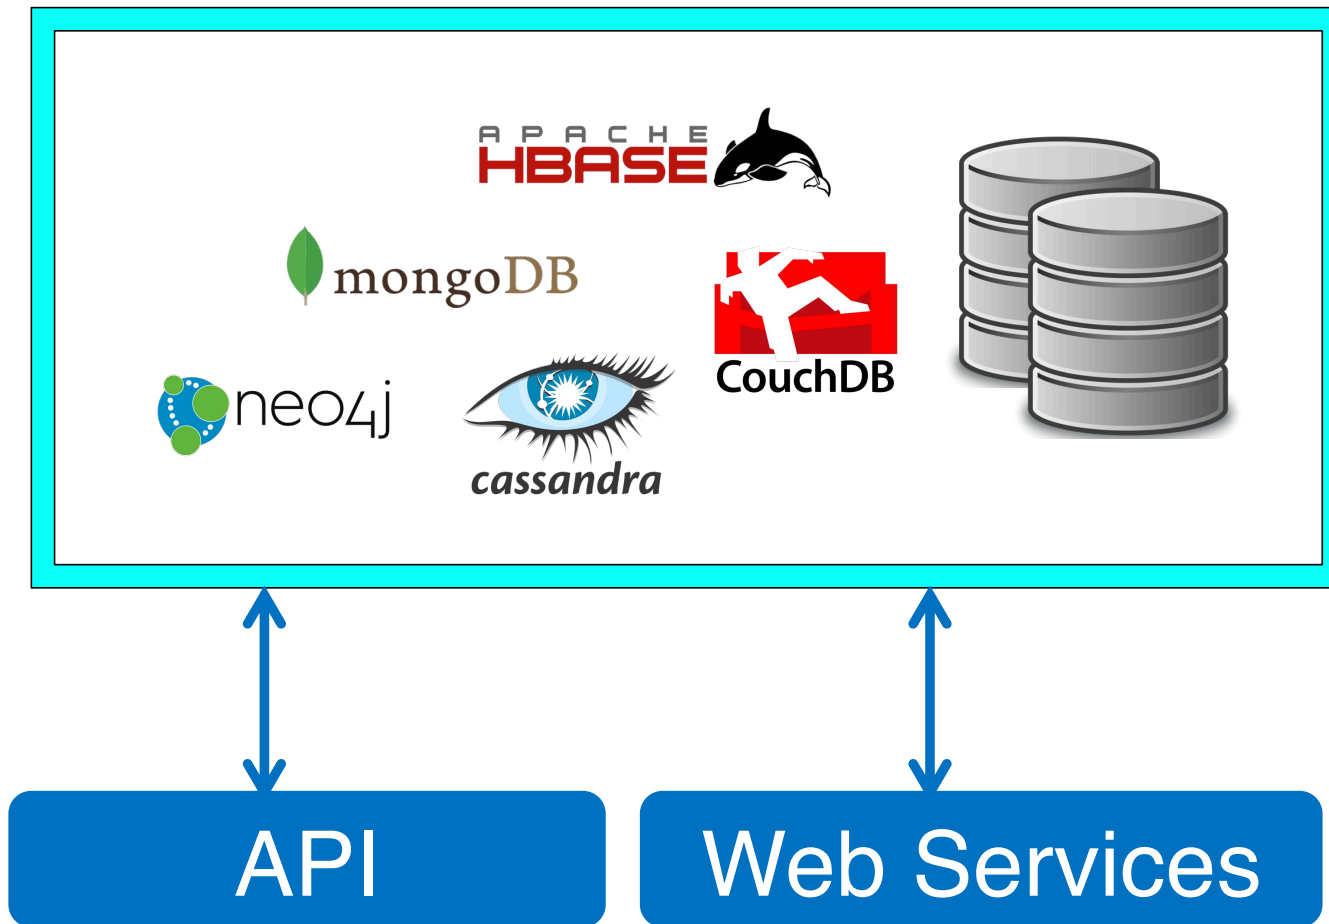 APACHE
HBASE
mongoDB
CouchDB
neo4j
cassandra
API
Web Services